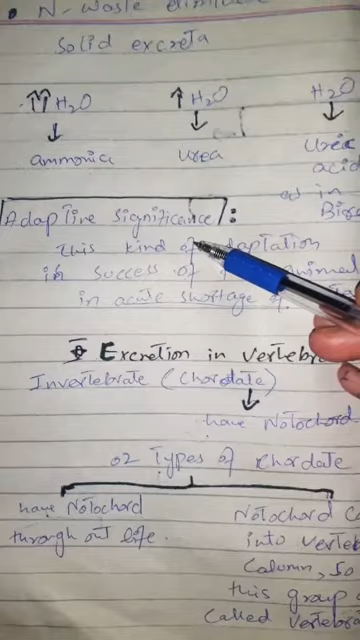 • N-waste
Solid excreta
↑↑ H2O ↑ H2O H2O
↓ ↓ ↓
ammonia urea Uric
acid
in
Adaptive significance:
This kind of adaptation
in success of
in acute shortage of
Excretion in Vertebr
Invertebrate (Chordate)
↓
have Notochord
02 Types of Chordate
have Notochord
through out life.
Notochord C
into verte
Column, So
this group
Called vertebr